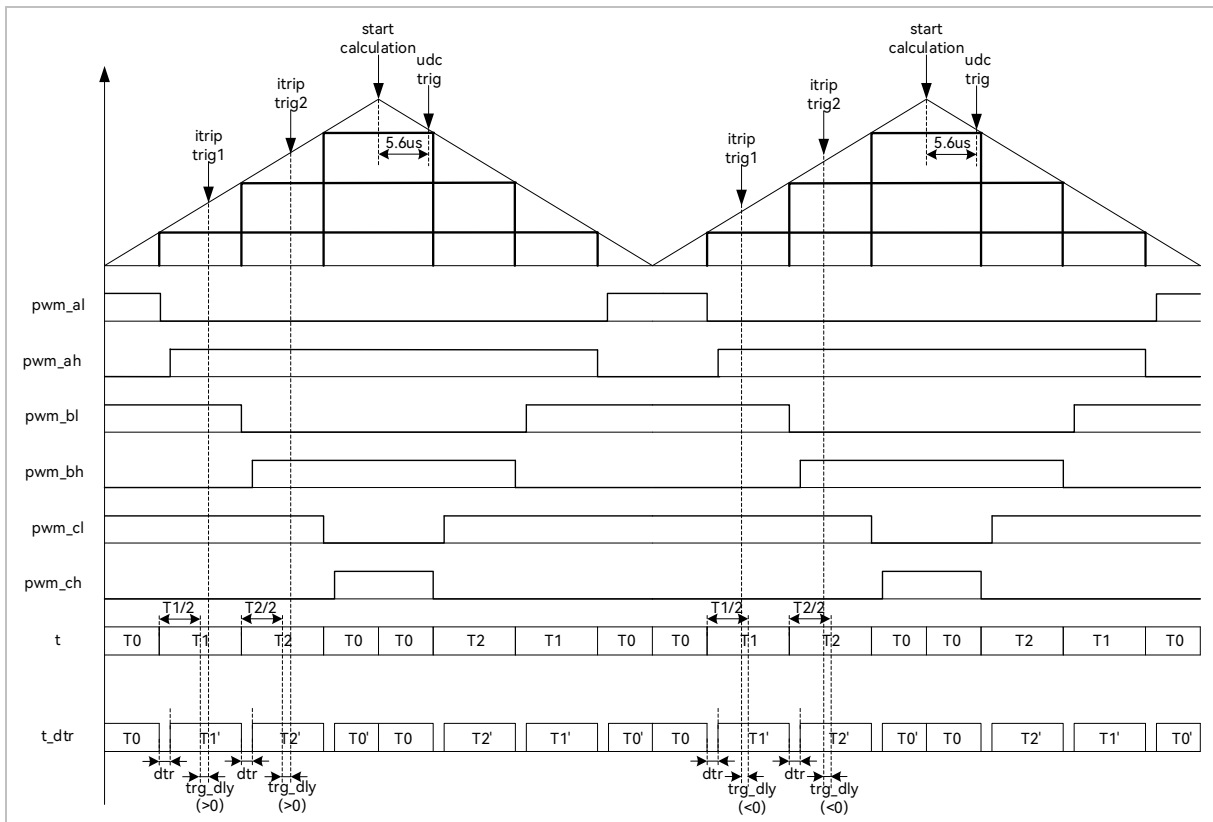 start
calculation
udc
trig
itrip
trig2
itrip
trig1
5.6us
start
calculation
udc
trig
itrip
trig2
itrip
trig1
5.6us
pwm_al
pwm_ah
pwm_bl
pwm_bh
pwm_cl
pwm_ch
T1/2 T2/2 T1/2 T2/2
t T0 T1 T2 T0 T0 T2 T1 T0 T0 T1 T2 T0 T0 T2 T1 T0
t_dtr T0 T1' T2' T0' T0 T2' T1' T0' T0 T1' T2' T0' T0 T2' T1' T0'
dtr dtr dtr dtr
trg_dly trg_dly trg_dly trg_dly
(>0) (>0) (<0) (<0)